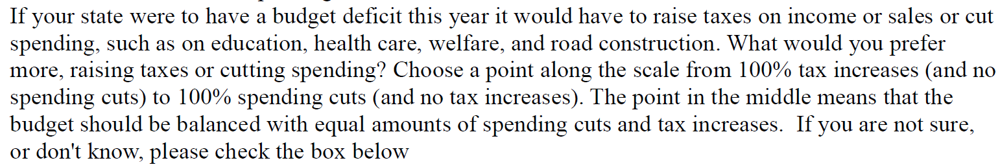 If your state were to have a budget deficit this year it would have to raise taxes on income or sales or cut
spending, such as on education, health care, welfare, and road construction. What would you prefer
more, raising taxes or cutting spending? Choose a point along the scale from 100% tax increases (and no
spending cuts) to 100% spending cuts (and no tax increases). The point in the middle means that the
budget should be balanced with equal amounts of spending cuts and tax increases.  If you are not sure,
or don't know, please check the box below